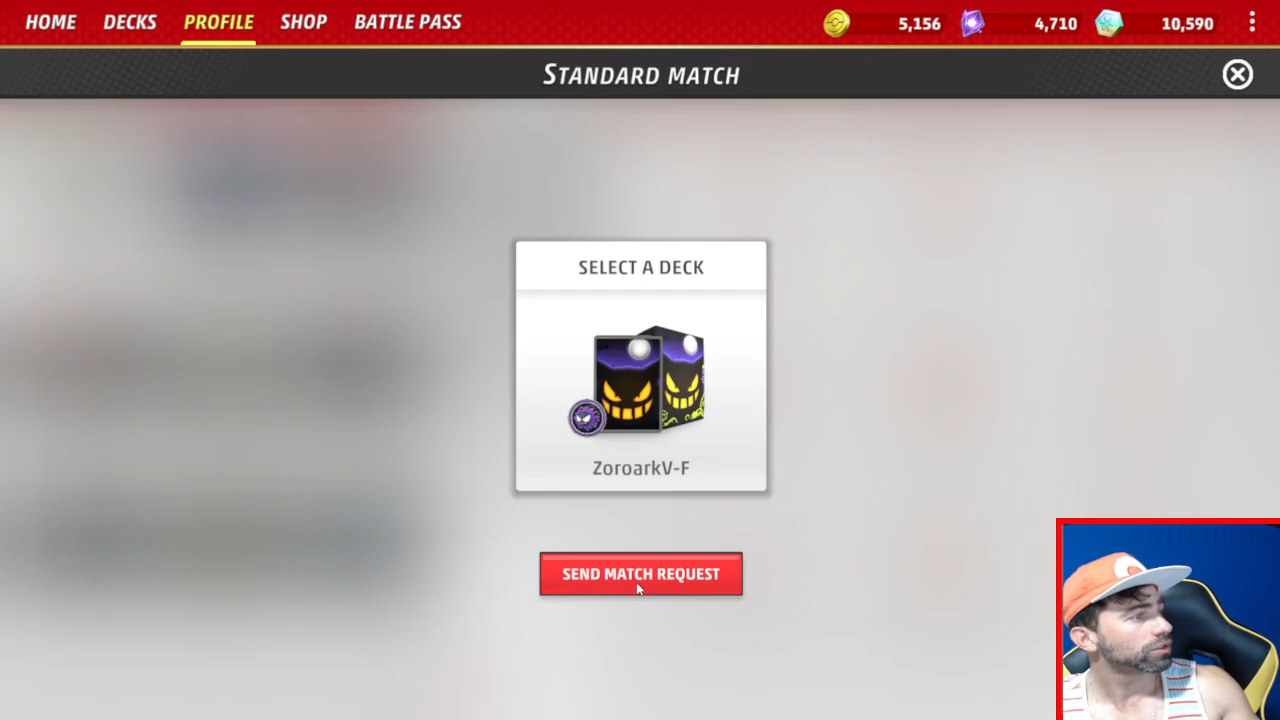 HOME DECKS PROFILE SHOP BATTLE PASS 5,156 4,710 10,590
STANDARD MATCH
SELECT A DECK
ZoroarkV-F
SEND MATCH REQUEST